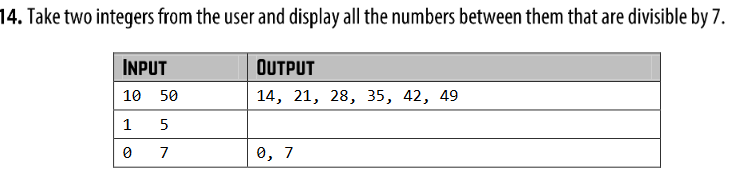 14. Take two integers from the user and display all the numbers between them that are divisible by 7.
INPUT OUTPUT
10 50 14, 21, 28, 35, 42, 49
1 5
0 7 0, 7